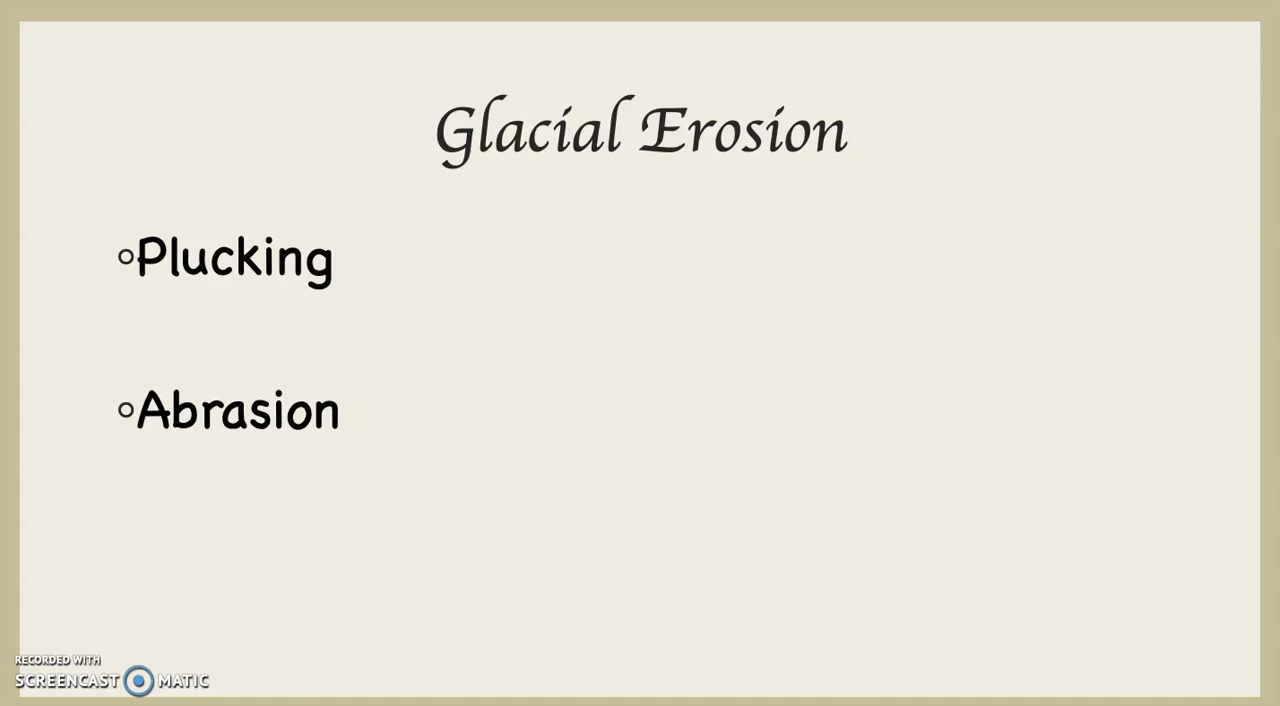 Glacial Erosion
Plucking
Abrasion
RECORDED WITH
SCREENCAST MATIC